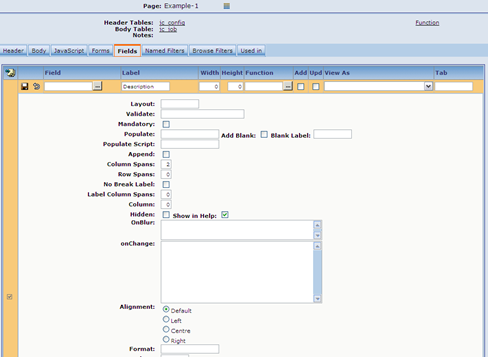 Page: Example-1
Header Tables: jc_config Function
Body Table: jc_job
Notes:
Header Body JavaScript Forms Fields Named Filters Browse Filters Used in
Field Label Width Height Function Add Upd View As Tab
Description 0 0
Layout:
Validate:
Mandatory:
Populate: Add Blank: Blank Label:
Populate Script:
Append:
Column Spans: 2
Row Spans: 0
No Break Label:
Label Column Spans: 0
Column: 0
Hidden: Show in Help:
OnBlur:
onChange:
Alignment: Default
Left
Centre
Right
Format: